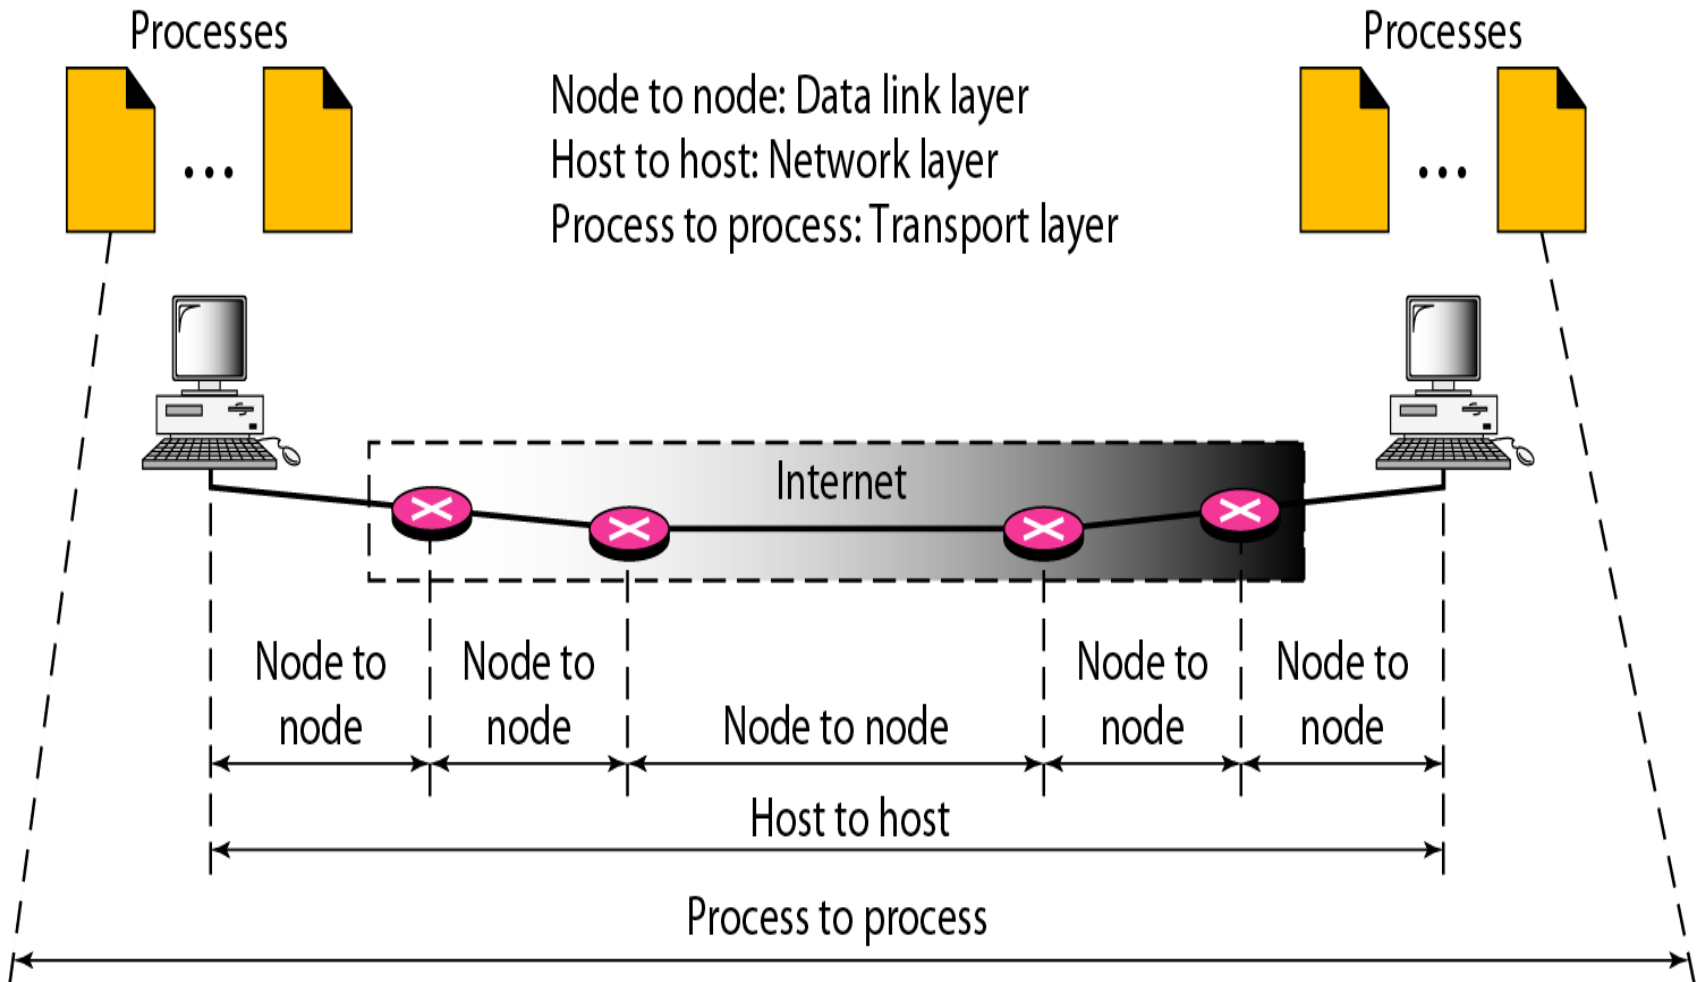 Processes
Processes
Node to node: Data link layer
Host to host: Network layer
Process to process: Transport layer
Internet
Node to
node
Node to
node
Node to node
Node to
node
Node to
node
Host to host
Process to process